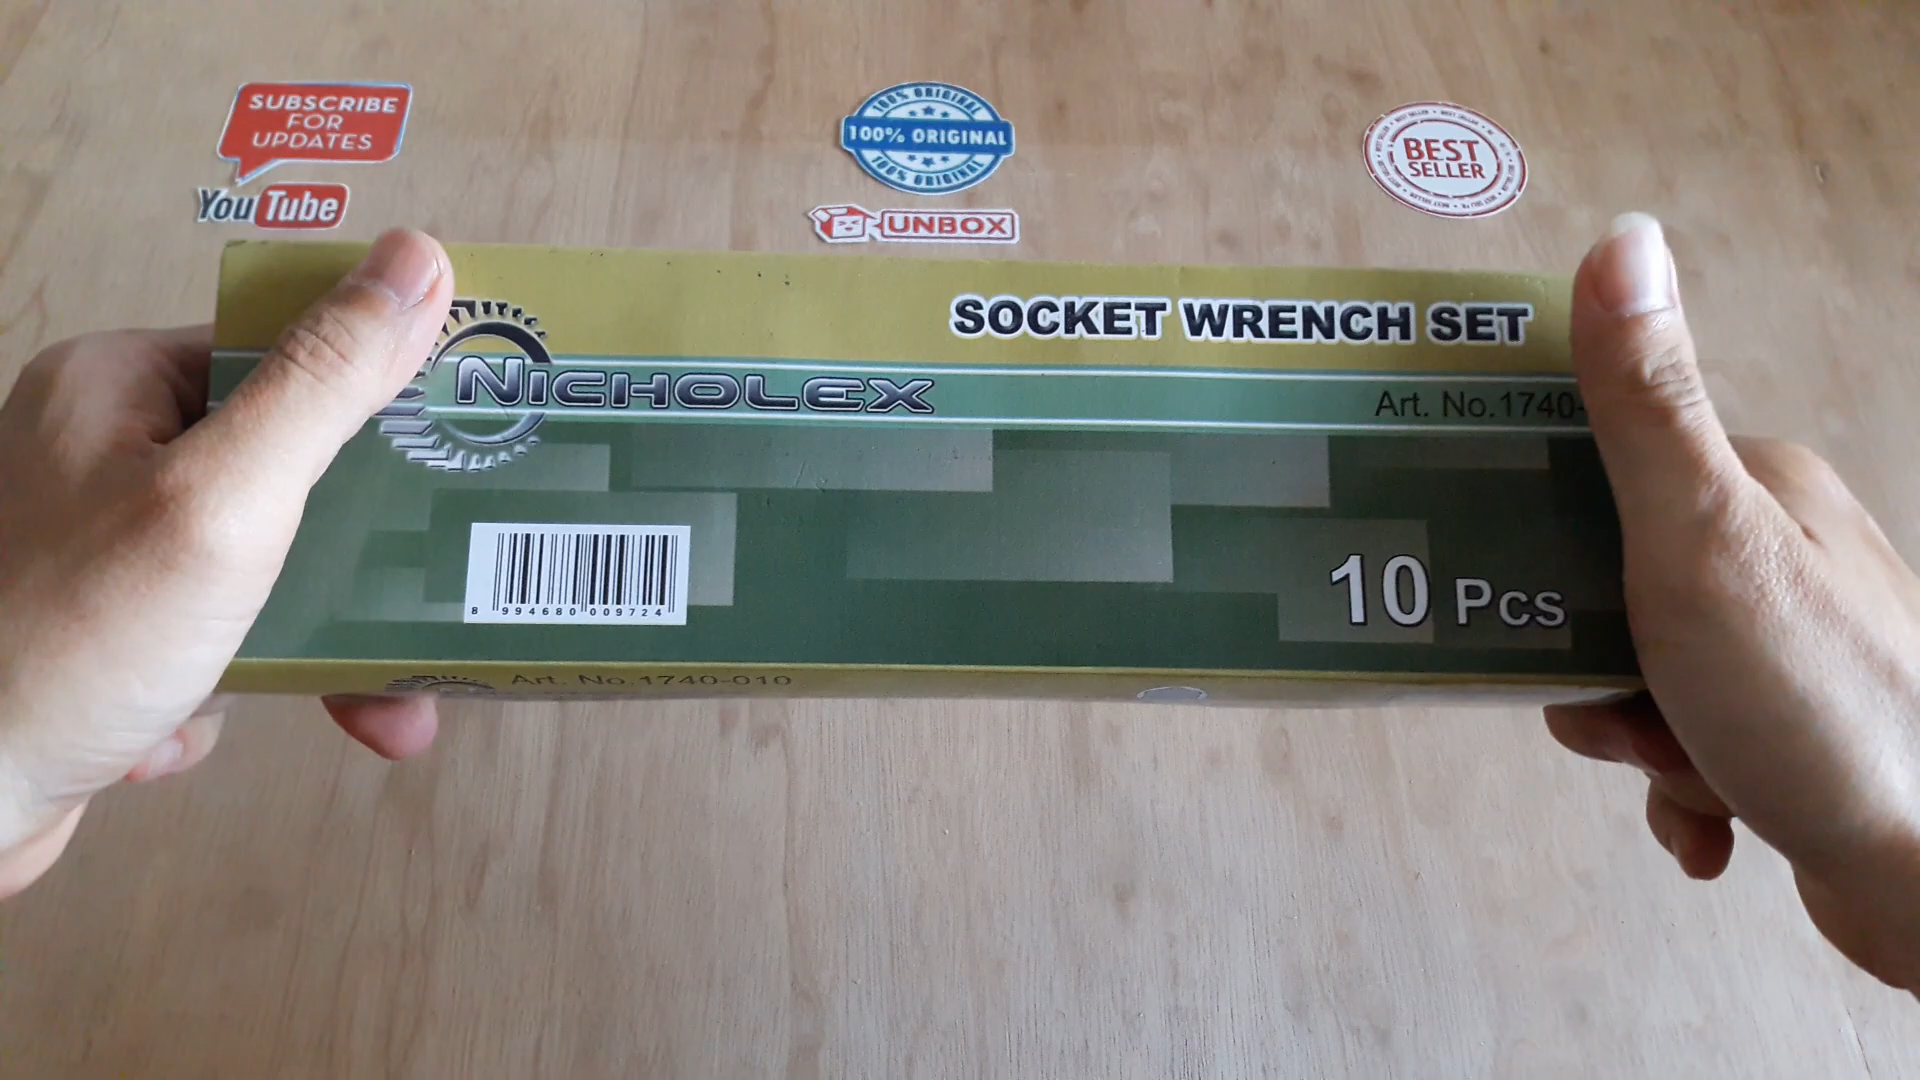 SUBSCRIBE
FOR
UPDATES
YouTube
100% ORIGINAL
100% ORIGINAL
100% ORIGINAL
UNBOX
BEST
SELLER
SOCKET WRENCH SET
NICHOLEX
Art. No.1740-
8 994680 009724
10 Pcs
Art. No.1740-010